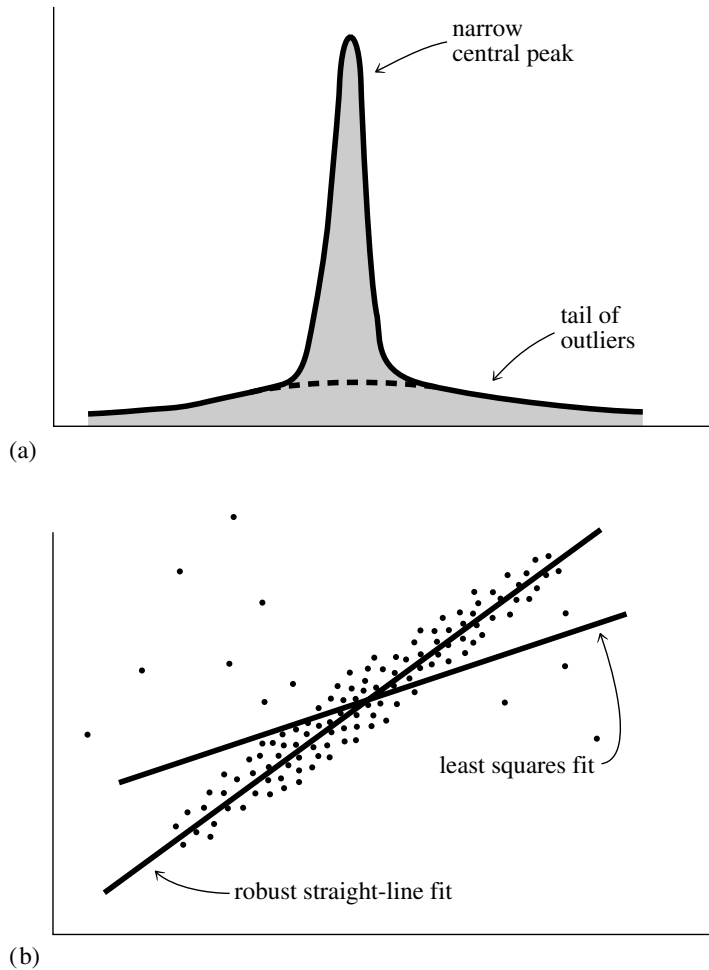 narrow
central peak
tail of
outliers
(a)
least squares fit
robust straight-line fit
(b)